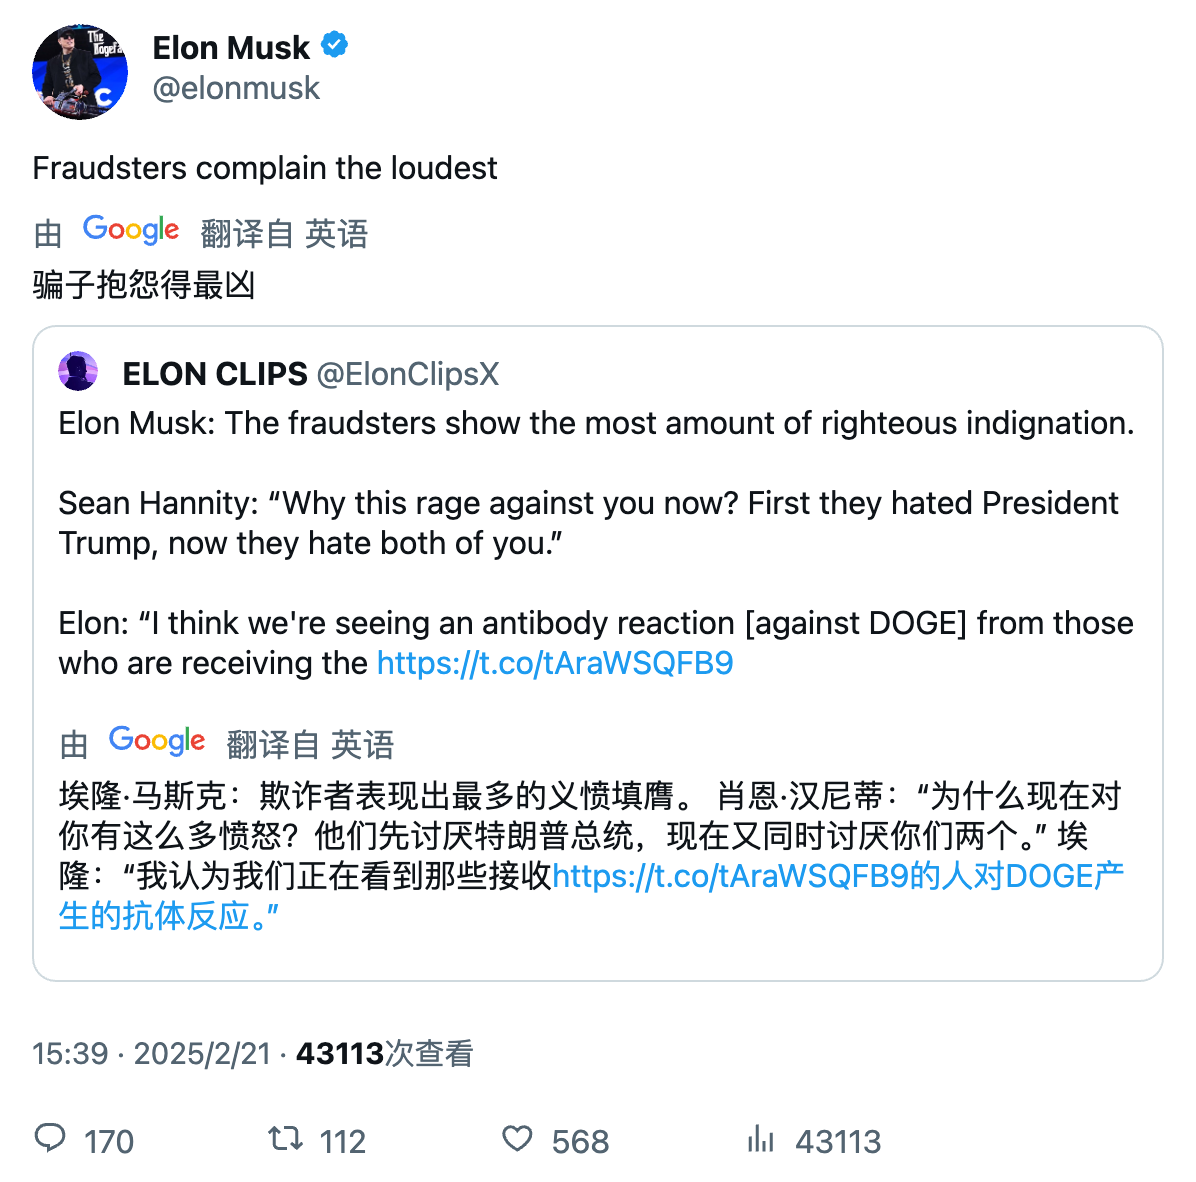 The
DogeFa
C
Elon Musk
@elonmusk
Fraudsters complain the loudest
由 Google 翻译自 英语
骗子抱怨得最凶
ELON CLIPS @ElonClipsX
Elon Musk: The fraudsters show the most amount of righteous indignation.
Sean Hannity: “Why this rage against you now? First they hated President
Trump, now they hate both of you.”
Elon: “I think we're seeing an antibody reaction [against DOGE] from those
who are receiving the https://t.co/tAraWSQFB9
由 Google 翻译自 英语
埃隆·马斯克：欺诈者表现出最多的义愤填膺。 肖恩·汉尼蒂：“为什么现在对
你有这么多愤怒？他们先讨厌特朗普总统，现在又同时讨厌你们两个。” 埃
隆：“我认为我们正在看到那些接收https://t.co/tAraWSQFB9的人对DOGE产
生的抗体反应。”
15:39 · 2025/2/21 · 43113次查看
170 112 568 43113